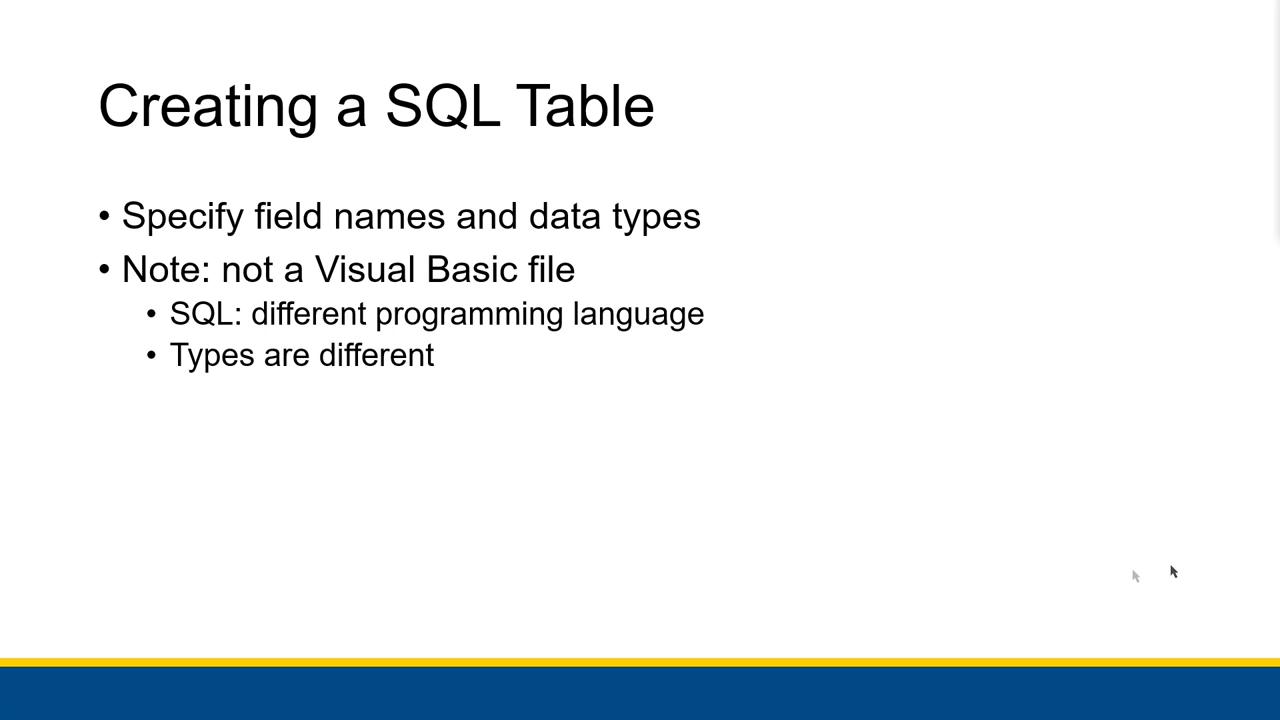 Creating a SQL Table
• Specify field names and data types
• Note: not a Visual Basic file
• SQL: different programming language
• Types are different